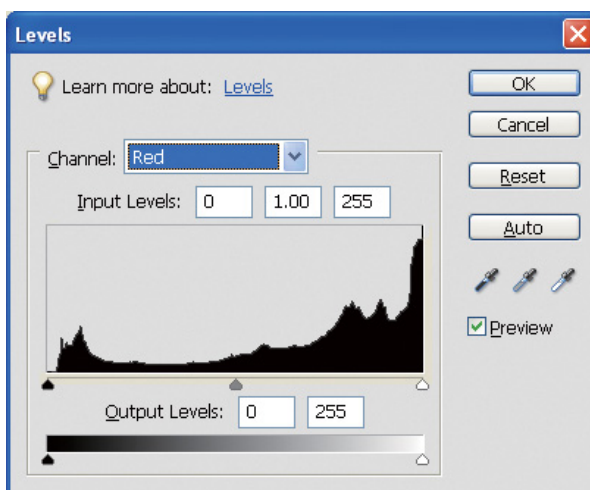 Levels
Learn more about: Levels
OK
Cancel
Channel: Red
Reset
Input Levels: 0 1.00 255
Auto
Preview
Output Levels: 0 255